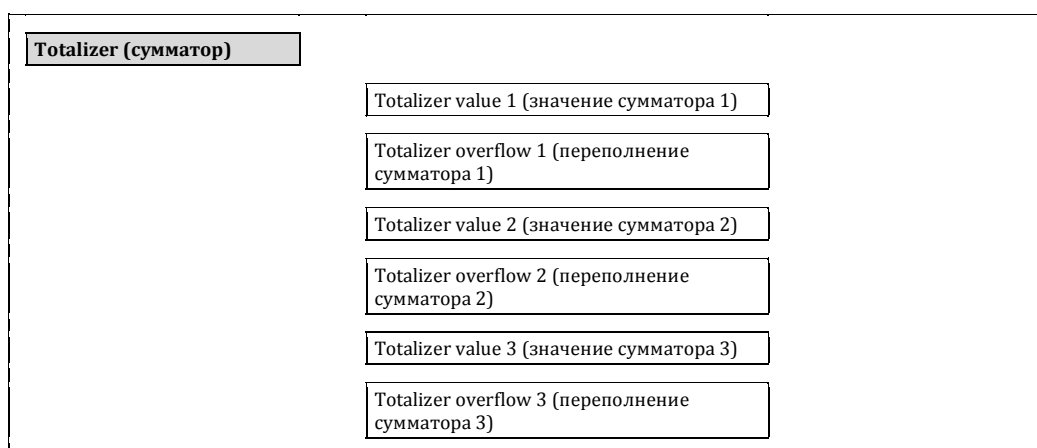 Totalizer (сумматор)
Totalizer value 1 (значение сумматора 1)
Totalizer overflow 1 (переполнение
сумматора 1)
Totalizer value 2 (значение сумматора 2)
Totalizer overflow 2 (переполнение
сумматора 2)
Totalizer value 3 (значение сумматора 3)
Totalizer overflow 3 (переполнение
сумматора 3)